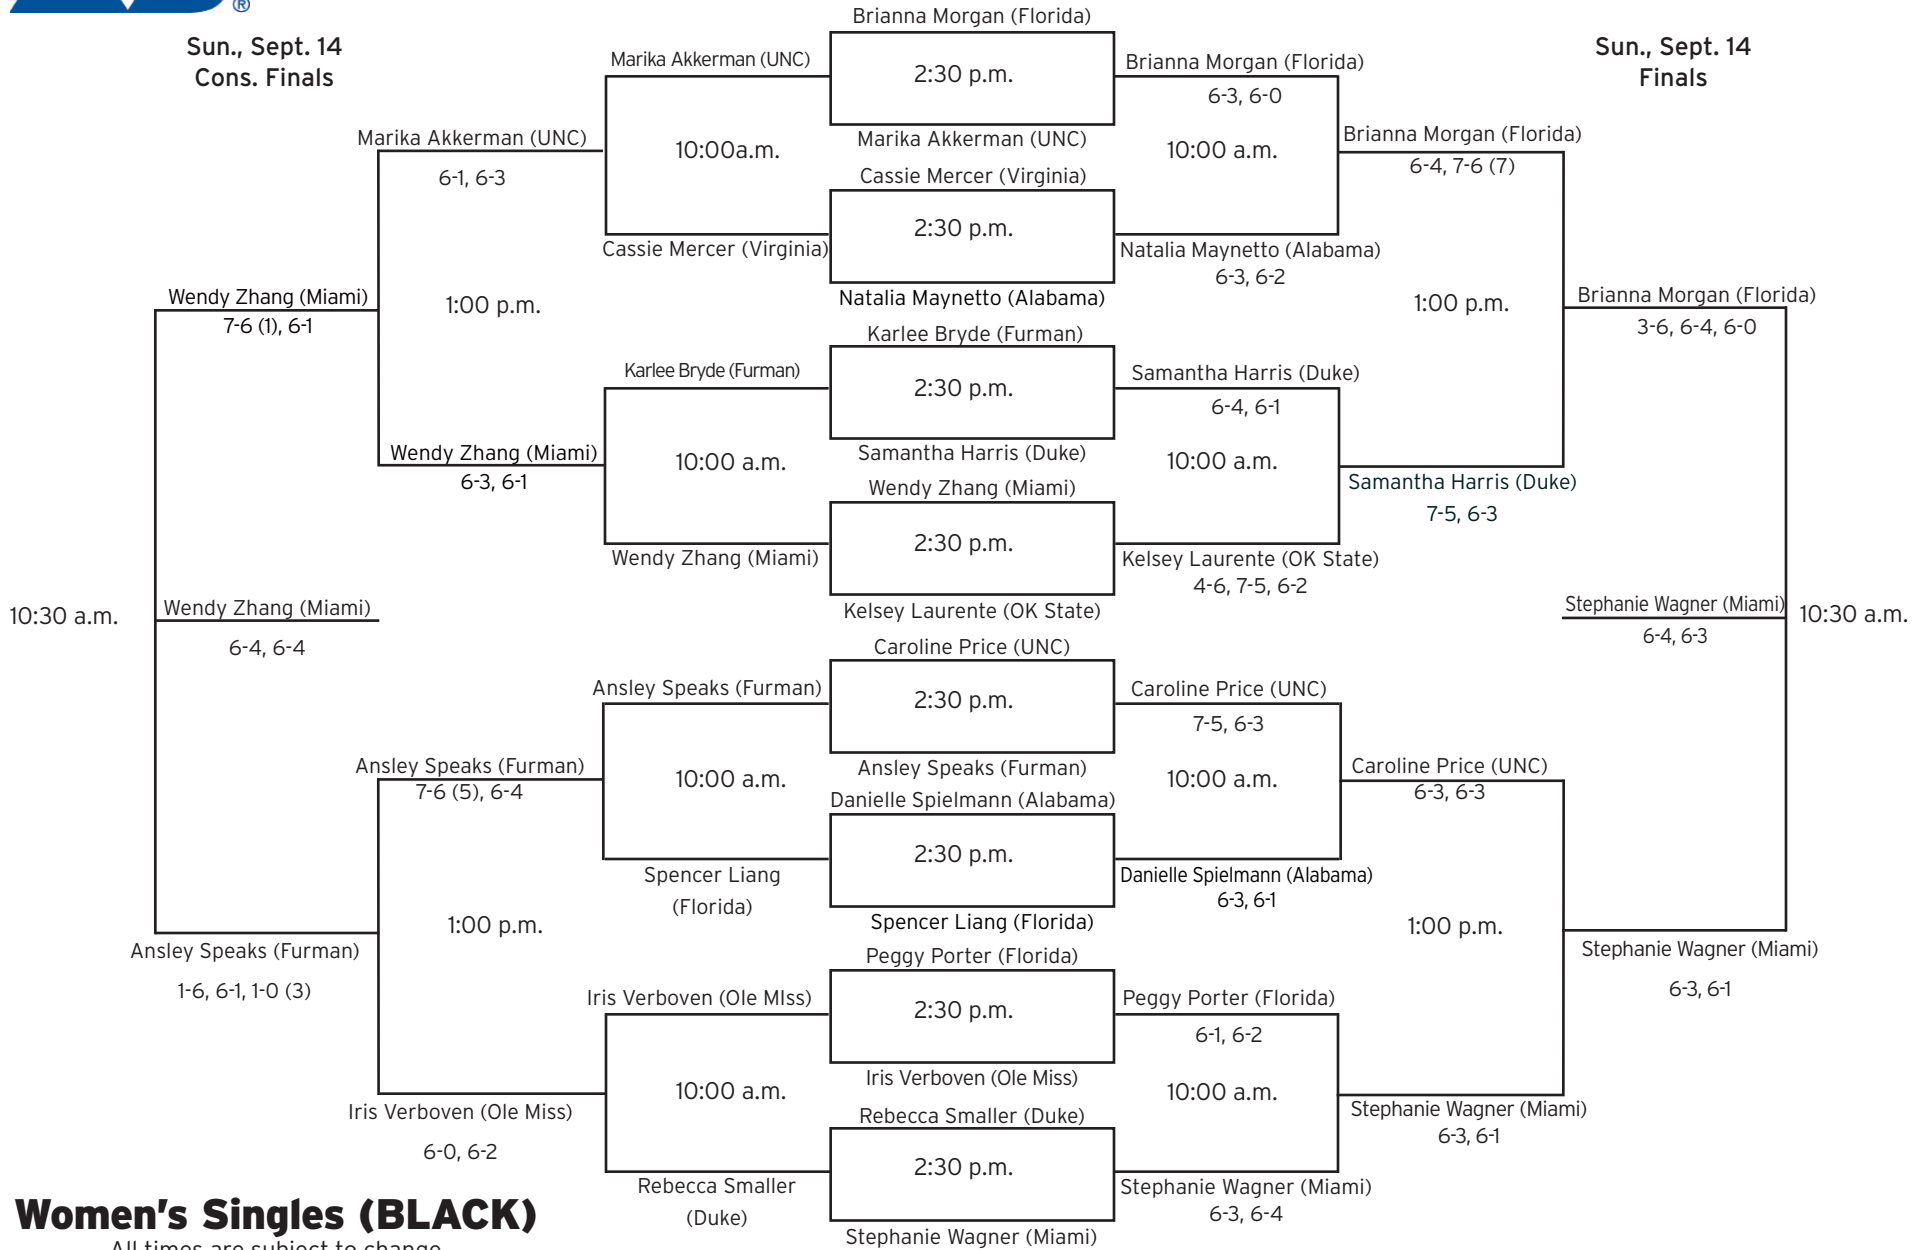 ®
Sun., Sept. 14
Cons. Finals
Sun., Sept. 14
Finals
Wendy Zhang (Miami)
7-6 (1), 6-1
10:30 a.m.
Wendy Zhang (Miami)
6-4, 6-4
Ansley Speaks (Furman)
1-6, 6-1, 1-0 (3)
Marika Akkerman (UNC)
6-1, 6-3
1:00 p.m.
Wendy Zhang (Miami)
6-3, 6-1
Ansley Speaks (Furman)
7-6 (5), 6-4
1:00 p.m.
Iris Verboven (Ole Miss)
6-0, 6-2
Marika Akkerman (UNC)
10:00a.m.
Cassie Mercer (Virginia)
Karlee Bryde (Furman)
10:00 a.m.
Wendy Zhang (Miami)
Ansley Speaks (Furman)
10:00 a.m.
Spencer Liang
(Florida)
Iris Verboven (Ole MIss)
10:00 a.m.
Rebecca Smaller
(Duke)
Brianna Morgan (Florida)
2:30 p.m.
Marika Akkerman (UNC)
Cassie Mercer (Virginia)
2:30 p.m.
Natalia Maynetto (Alabama)
Karlee Bryde (Furman)
2:30 p.m.
Samantha Harris (Duke)
Wendy Zhang (Miami)
2:30 p.m.
Kelsey Laurente (OK State)
Caroline Price (UNC)
2:30 p.m.
Ansley Speaks (Furman)
Danielle Spielmann (Alabama)
2:30 p.m.
Spencer Liang (Florida)
Peggy Porter (Florida)
2:30 p.m.
Iris Verboven (Ole Miss)
Rebecca Smaller (Duke)
2:30 p.m.
Stephanie Wagner (Miami)
Brianna Morgan (Florida)
6-3, 6-0
10:00 a.m.
Natalia Maynetto (Alabama)
6-3, 6-2
Samantha Harris (Duke)
6-4, 6-1
10:00 a.m.
Kelsey Laurente (OK State)
4-6, 7-5, 6-2
Caroline Price (UNC)
7-5, 6-3
10:00 a.m.
Danielle Spielmann (Alabama)
6-3, 6-1
Peggy Porter (Florida)
6-1, 6-2
10:00 a.m.
Stephanie Wagner (Miami)
6-3, 6-4
Brianna Morgan (Florida)
6-4, 7-6 (7)
1:00 p.m.
Samantha Harris (Duke)
7-5, 6-3
Caroline Price (UNC)
6-3, 6-3
1:00 p.m.
Stephanie Wagner (Miami)
6-3, 6-1
Brianna Morgan (Florida)
3-6, 6-4, 6-0
Stephanie Wagner (Miami)
6-4, 6-3
10:30 a.m.
Stephanie Wagner (Miami)
6-3, 6-1
Women's Singles (BLACK)
All times are subject to change